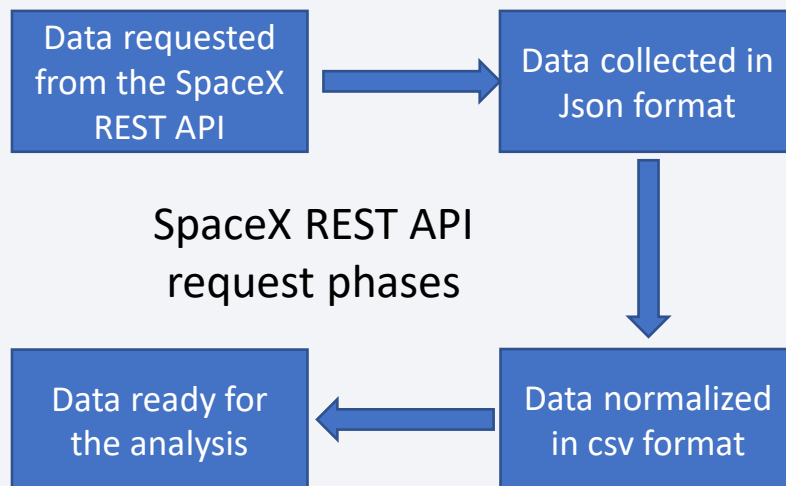 Data requested
from the SpaceX
REST API
Data collected in
Json format
SpaceX REST API
request phases
Data ready for
the analysis
Data normalized
in csv format